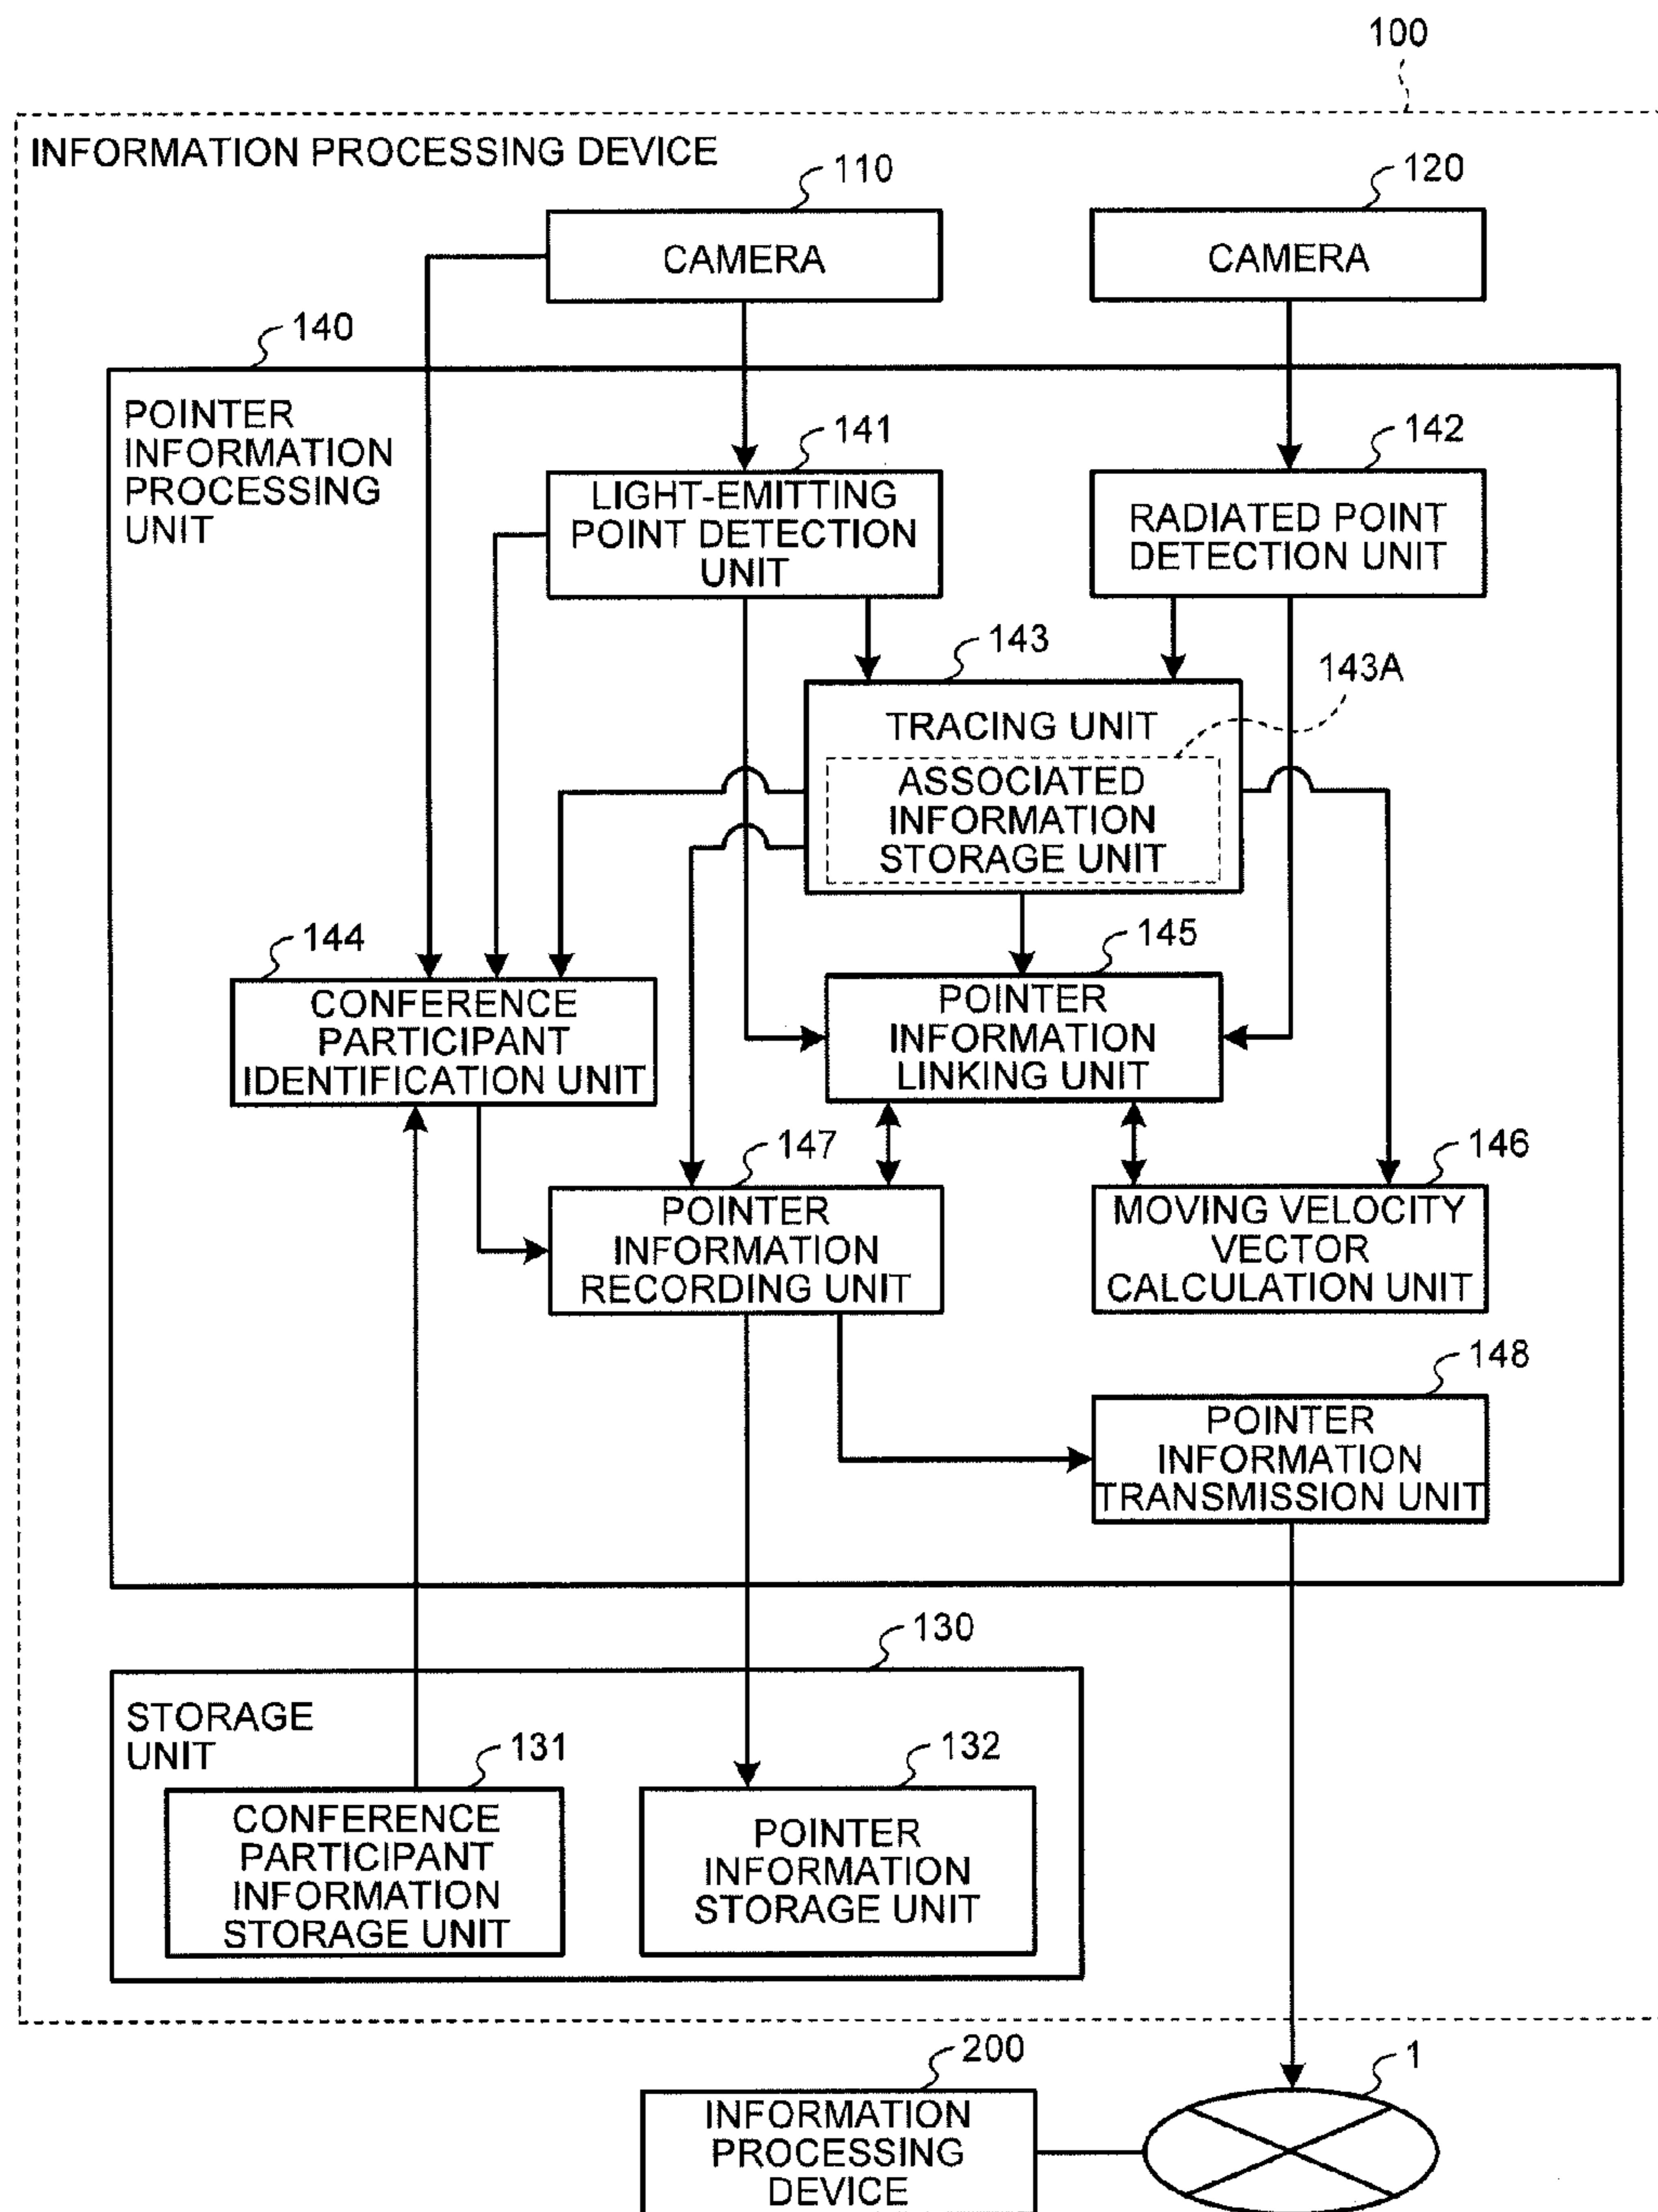 100
INFORMATION PROCESSING DEVICE
110
120
CAMERA
CAMERA
140
POINTER
INFORMATION
PROCESSING
UNIT
141
142
LIGHT-EMITTING
POINT DETECTION
UNIT
RADIATED POINT
DETECTION UNIT
143
143A
TRACING UNIT
ASSOCIATED
INFORMATION
STORAGE UNIT
144
145
CONFERENCE
PARTICIPANT
IDENTIFICATION UNIT
POINTER
INFORMATION
LINKING UNIT
147
146
POINTER
INFORMATION
RECORDING UNIT
MOVING VELOCITY
VECTOR
CALCULATION UNIT
148
POINTER
INFORMATION
TRANSMISSION UNIT
130
STORAGE
UNIT
131
132
CONFERENCE
PARTICIPANT
INFORMATION
STORAGE UNIT
POINTER
INFORMATION
STORAGE UNIT
200
1
INFORMATION
PROCESSING
DEVICE